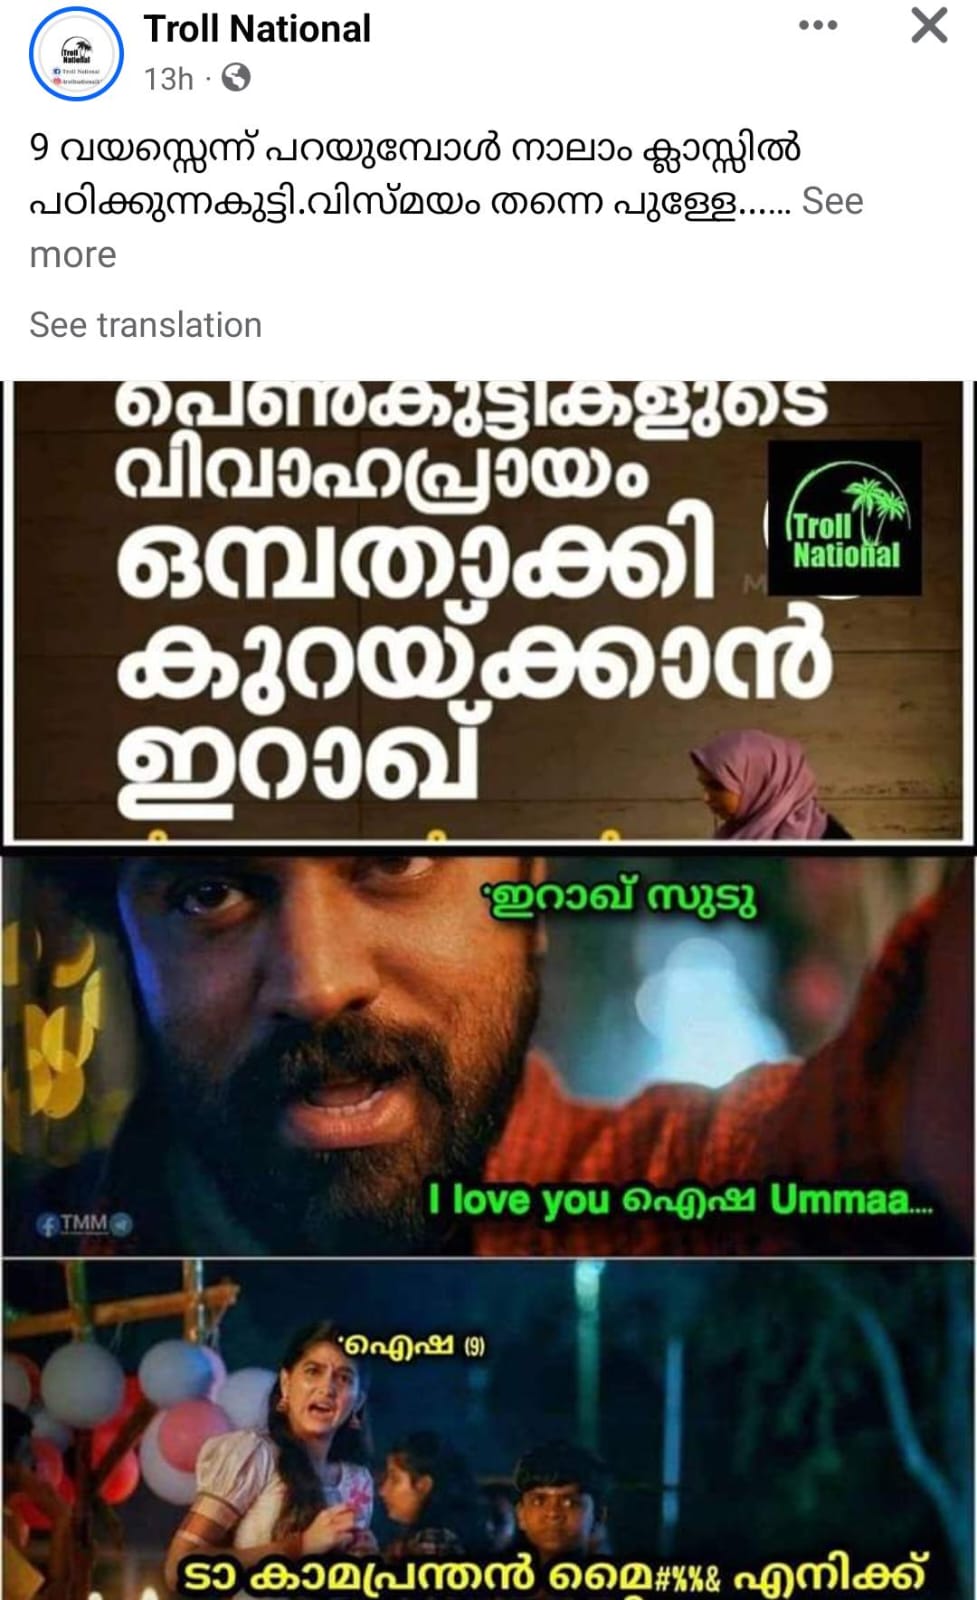 Troll National
13h
9 വയസ്സെന്ന് പറയുമ്പോൾ നാലാം ക്ലാസ്സിൽ
പഠിക്കുന്നകുട്ടി.വിസ്മയം തന്നെ പുള്ളേ...... See
more
See translation
പെൺകുട്ടികളുടെ
വിവാഹപ്രായം
ഒമ്പതാക്കി
കുറയ്ക്കാൻ
ഇറാഖ്
Troll
National
'ഇറാഖ് സുടു
I love you ഐഷ Ummaa....
TMM
'ഐഷ (9)
ടാ കാമപ്രന്തൻ മൈ#%%& എനിക്ക്